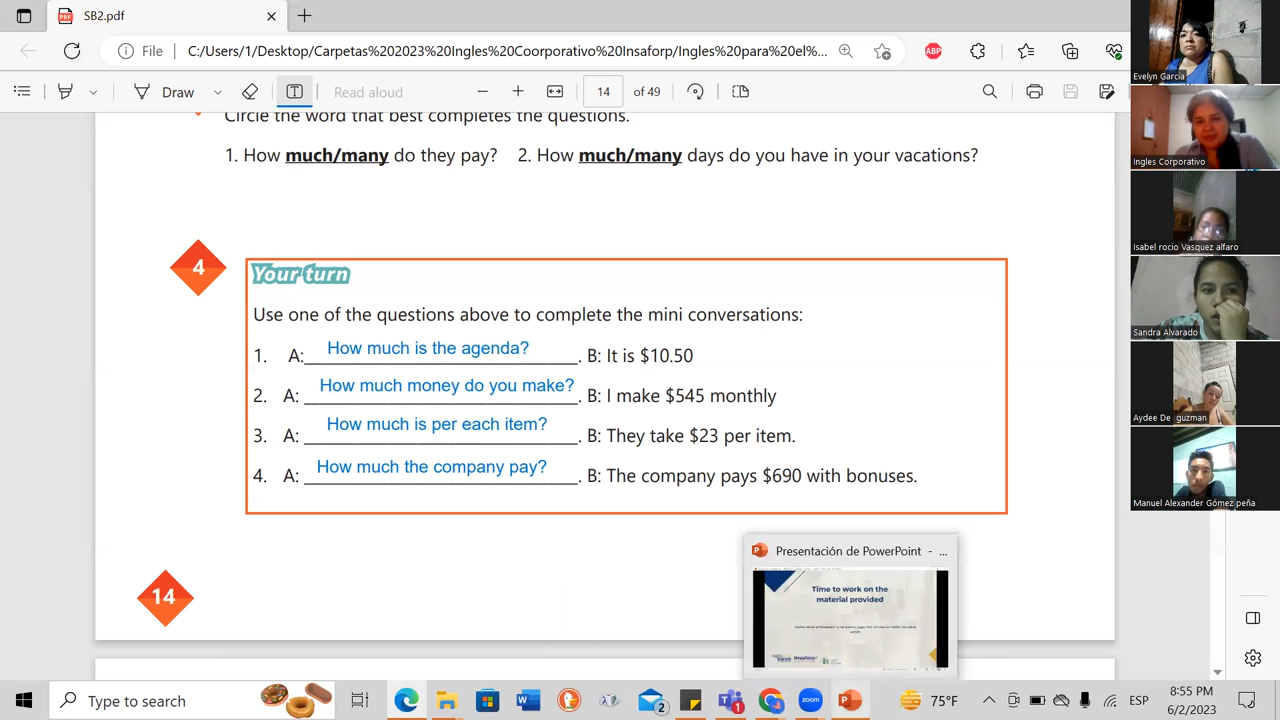 SB2.pdf
File
C:/Users/1/Desktop/Carpetas%202023%20Ingles%20Coorporativo%20Insaforp/Ingles%20para%20el%...
ABP
Draw
Read aloud
14
of 49
Circle the word that best completes the questions.
1. How much/many do they pay? 2. How much/many days do you have in your vacations?
4
Your turn
Use one of the questions above to complete the mini conversations:
1. A: How much is the agenda? . B: It is $10.50
2. A: How much money do you make? . B: I make $545 monthly
3. A: How much is per each item? . B: They take $23 per item.
4. A: How much the company pay? . B: The company pays $690 with bonuses.
14
Presentación de PowerPoint - ...
Time to work on the
material provided
Insaforp
Evelyn Garcia
Ingles Corporativo
Isabel rocio Vasquez alfaro
Sandra Alvarado
Aydee De guzman
Manuel Alexander Gómez peña
Type to search
2
1
zoom
75°F
ESP
8:55 PM
6/2/2023